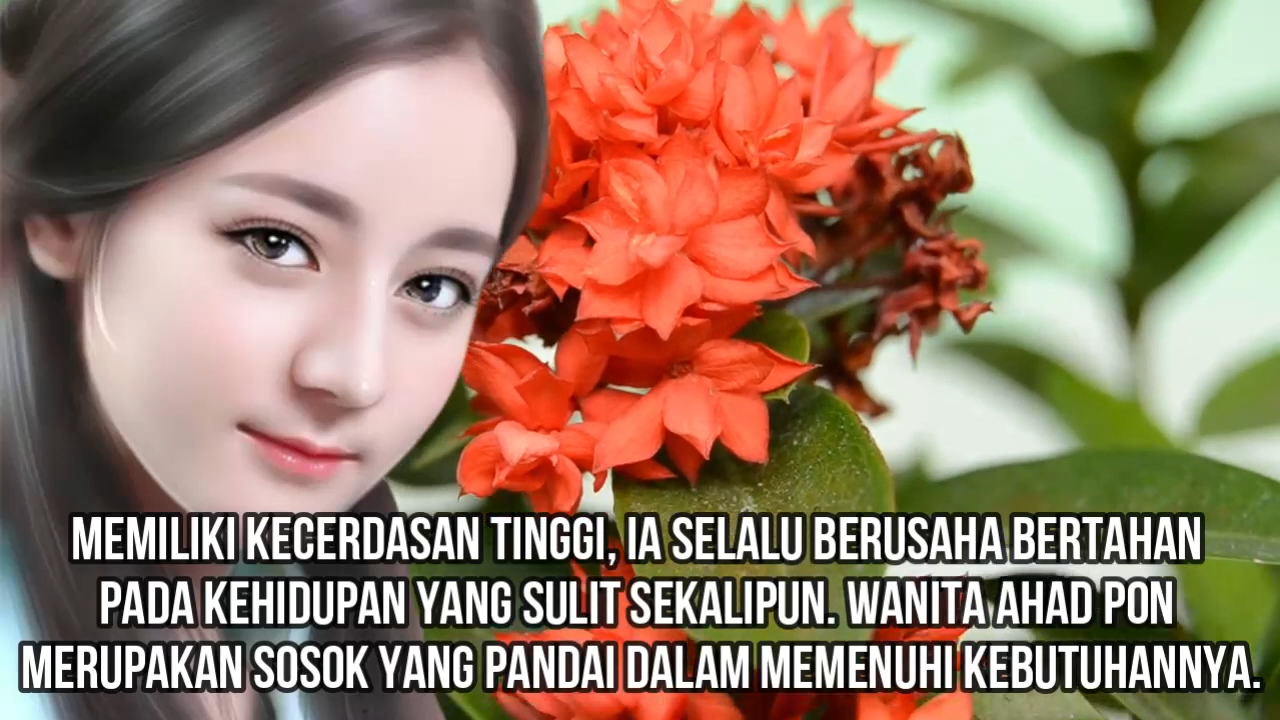 MEMILIKI KECERDASAN TINGGI, IA SELALU BERUSAHA BERTAHAN
PADA KEHIDUPAN YANG SULIT SEKALIPUN. WANITA AHAD PON
MERUPAKAN SOSOK YANG PANDAI DALAM MEMENUHI KEBUTUHANNYA.